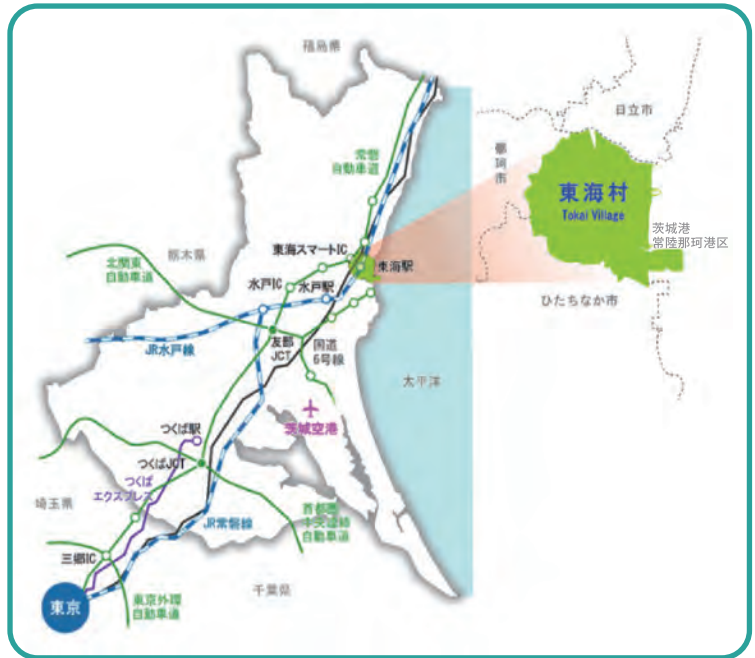 福島県
日立市
常磐
自動車道
那珂市
東海村
Tokai Village
茨城港
常陸那珂港区
東海スマートIC
東海駅
栃木県
北関東
自動車道
水戸IC
水戸駅
ひたちなか市
JR水戸線
友部
JCT
国道
6号線
太平洋
茨城空港
つくば駅
つくばJCT
つくば
エクスプレス
埼玉県
首都圏
中央連絡
自動車道
JR常磐線
三郷IC
千葉県
東京
東京外環
自動車道